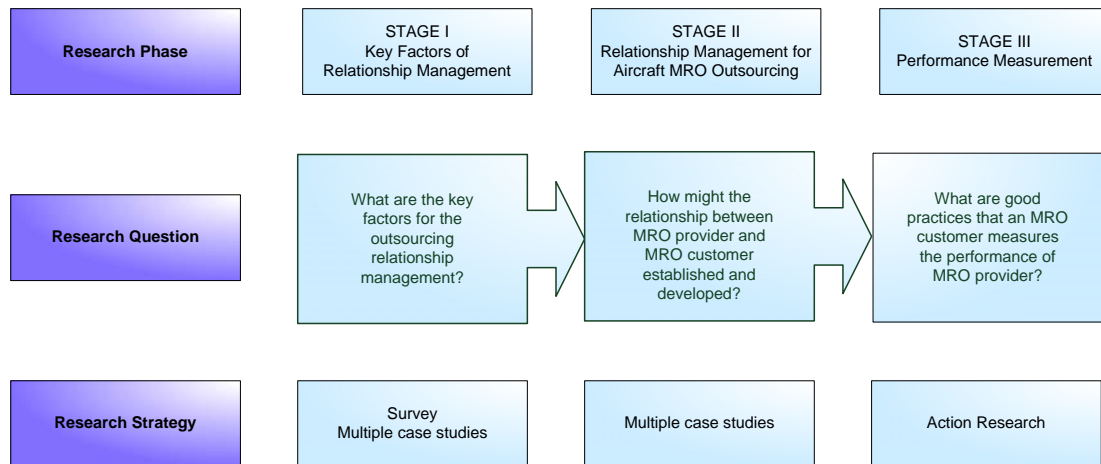 Research Phase
STAGE I
Key Factors of
Relationship Management
STAGE II
Relationship Management for
Aircraft MRO Outsourcing
STAGE III
Performance Measurement
Research Question
What are the key
factors for the
outsourcing
relationship
management?
How might the
relationship between
MRO provider and
MRO customer
established and
developed?
What are good
practices that an MRO
customer measures
the performance of
MRO provider?
Research Strategy
Survey
Multiple case studies
Multiple case studies
Action Research